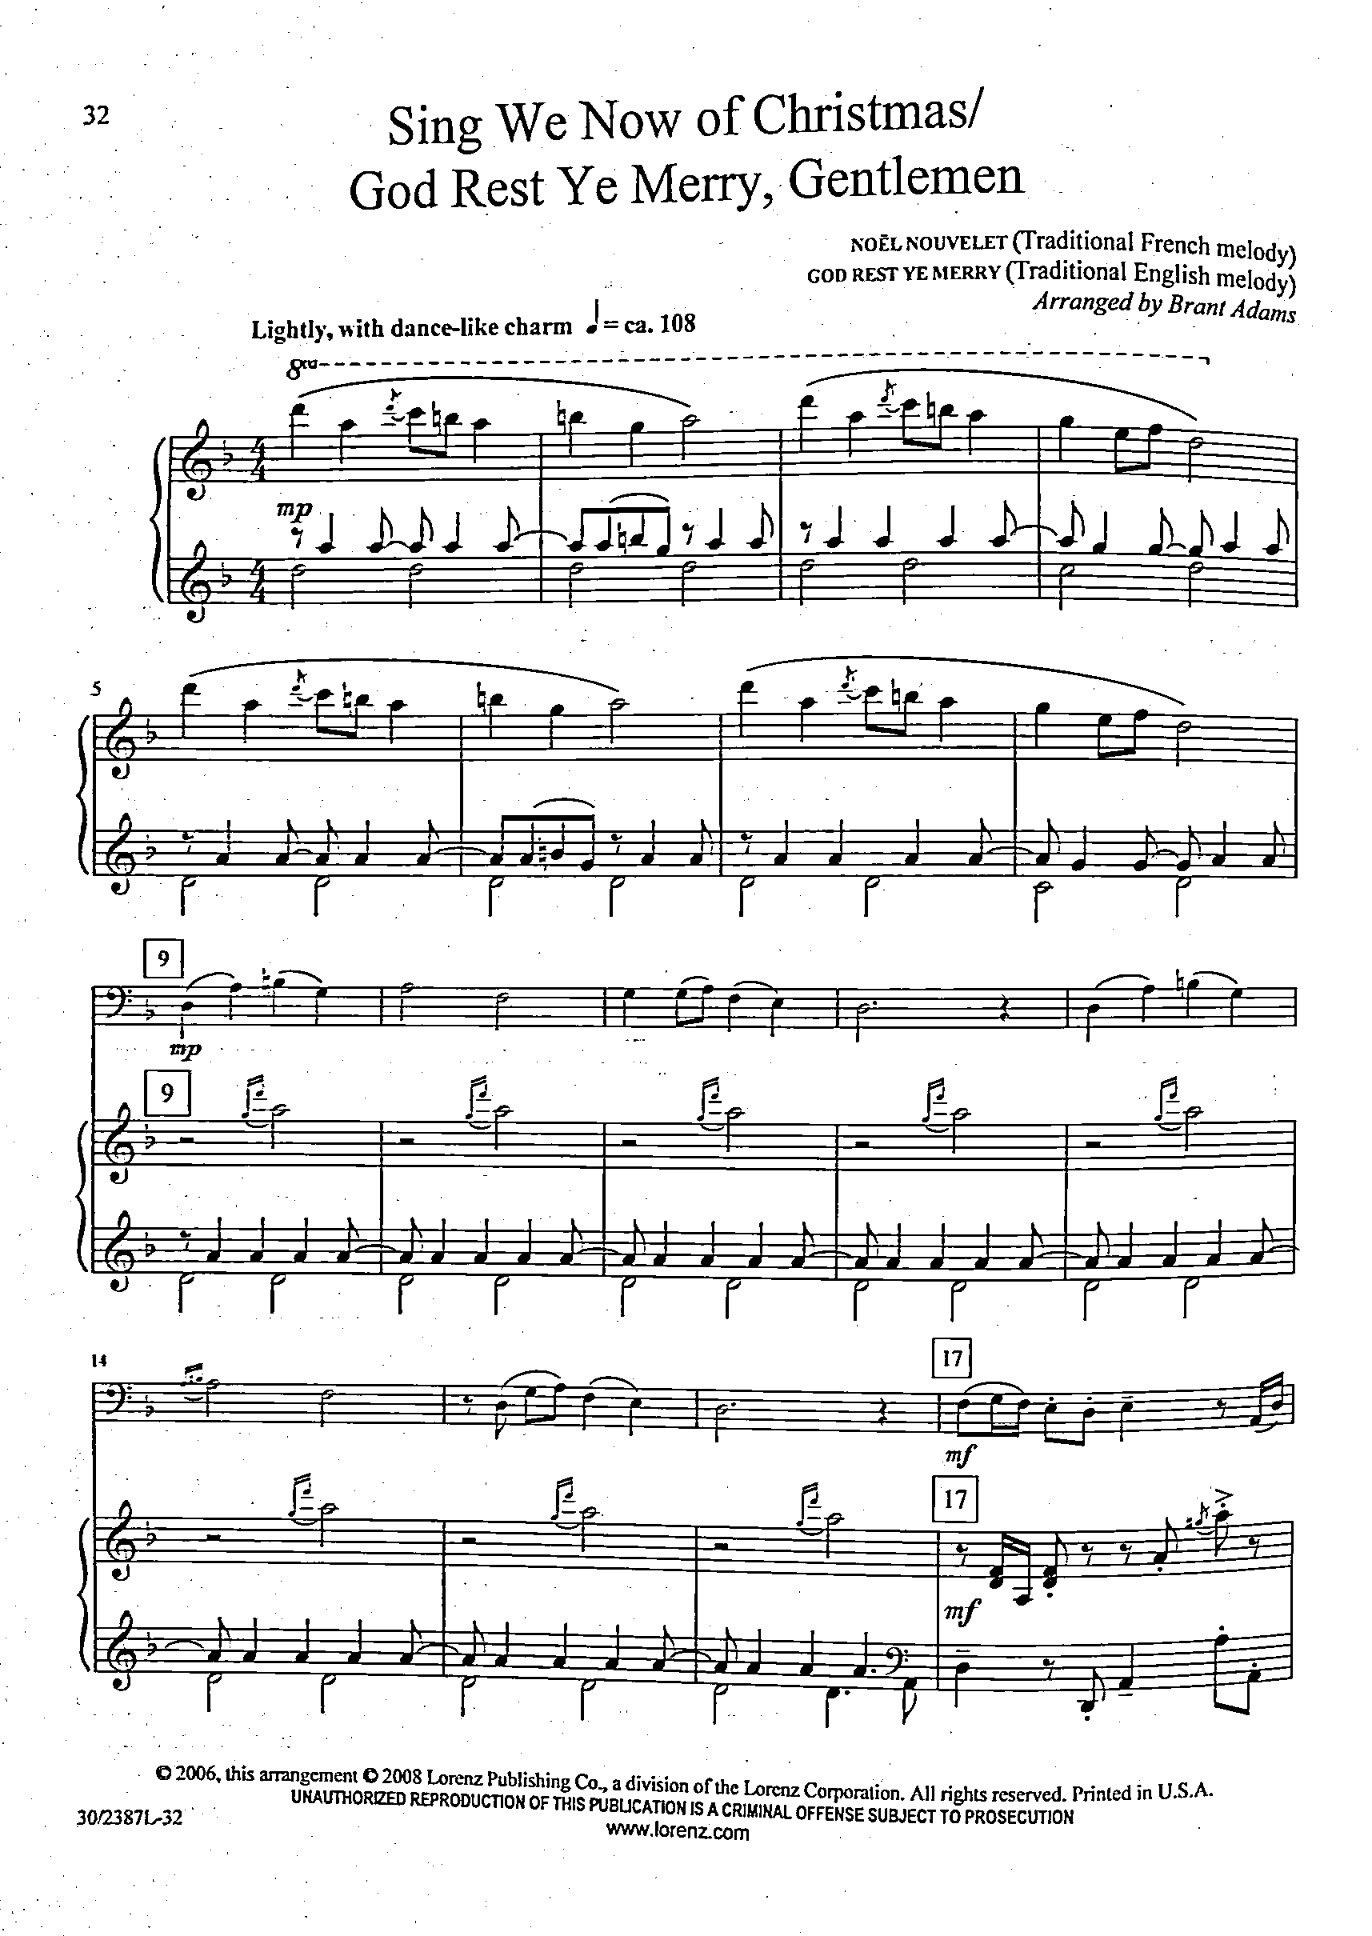 32
Sing We Now of Christmas/
God Rest Ye Merry, Gentlemen
NOËL NOUVELET (Traditional French melody)
GOD REST YE MERRY (Traditional English melody)
Arranged by Brant Adams
Lightly, with dance-like charm ♩= ca. 108
8va
4
4
mp
4
4
5
9
mp
9
14
17
mf
17
mf
© 2006, this arrangement © 2008 Lorenz Publishing Co., a division of the Lorenz Corporation. All rights reserved. Printed in U.S.A.
UNAUTHORIZED REPRODUCTION OF THIS PUBLICATION IS A CRIMINAL OFFENSE SUBJECT TO PROSECUTION
30/2387L-32
www.lorenz.com